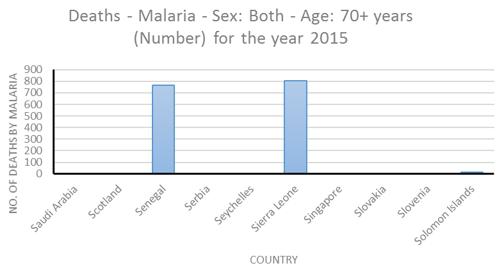 Deaths - Malaria - Sex: Both - Age: 70+ years
(Number) for the year 2015
NO. OF DEATHS BY MALARIA
900
800
700
600
500
400
300
200
100
0
Saudi Arabia
Scotland
Senegal
Serbia
Seychelles
Sierra Leone
Singapore
Slovakia
Slovenia
Solomon Islands
COUNTRY